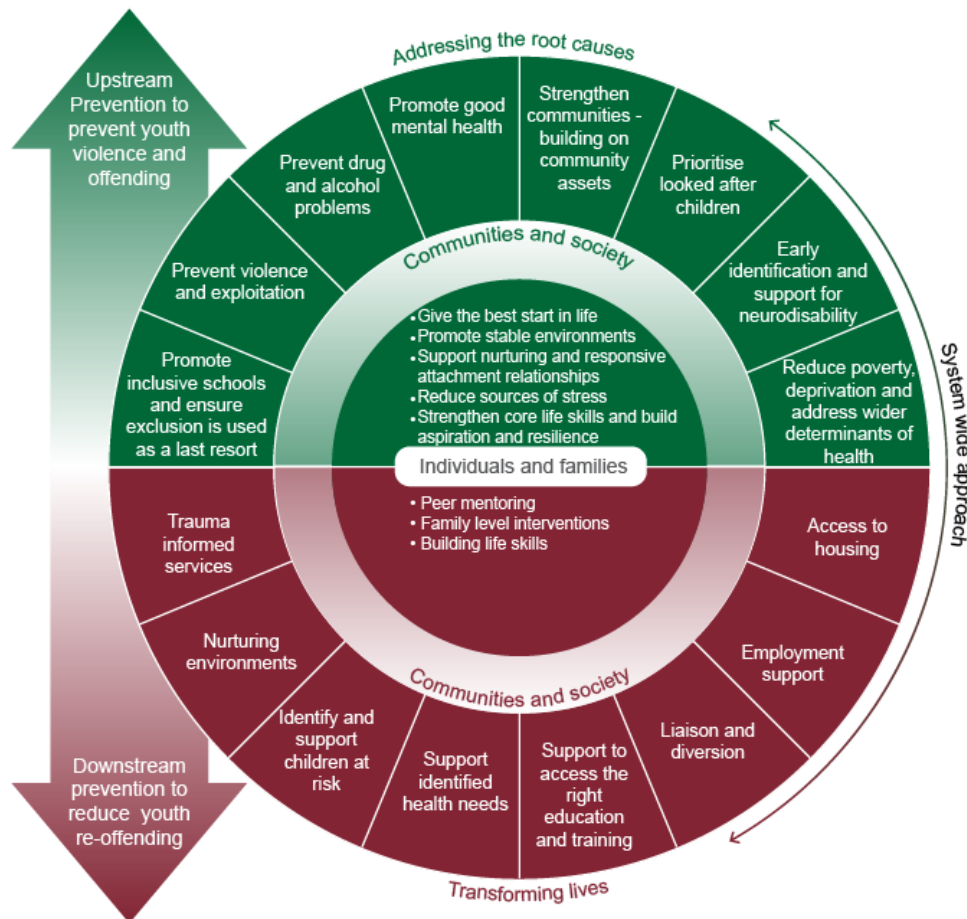 Addressing the root causes
Upstream
Prevention to
prevent youth
violence and
offending
Promote inclusive schools
and ensure
exclusion is used
as a last resort
Prevent violence
and exploitation
Prevent drug
and alcohol
problems
Promote good
mental health
Strengthen
communities -
building on
community
assets
Prioritise
looked after
children
Early
identification and
support for
neurodisability
Reduce poverty,
deprivation and
address wider
determinants of
health
System wide approach
Communities and society
•Give the best start in life
•Promote stable environments
•Support nurturing and responsive
attachment relationships
•Reduce sources of stress
•Strengthen core life skills and build
aspiration and resilience
Individuals and families
• Peer mentoring
• Family level interventions
• Building life skills
Communities and society
Trauma
informed
services
Nurturing
environments
Identify and
support
children at
risk
Support
identified
health needs
Support to
access the
right
education
and training
Liaison and
diversion
Employment
support
Access to
housing
Downstream
prevention to
reduce youth
re-offending
Transforming lives